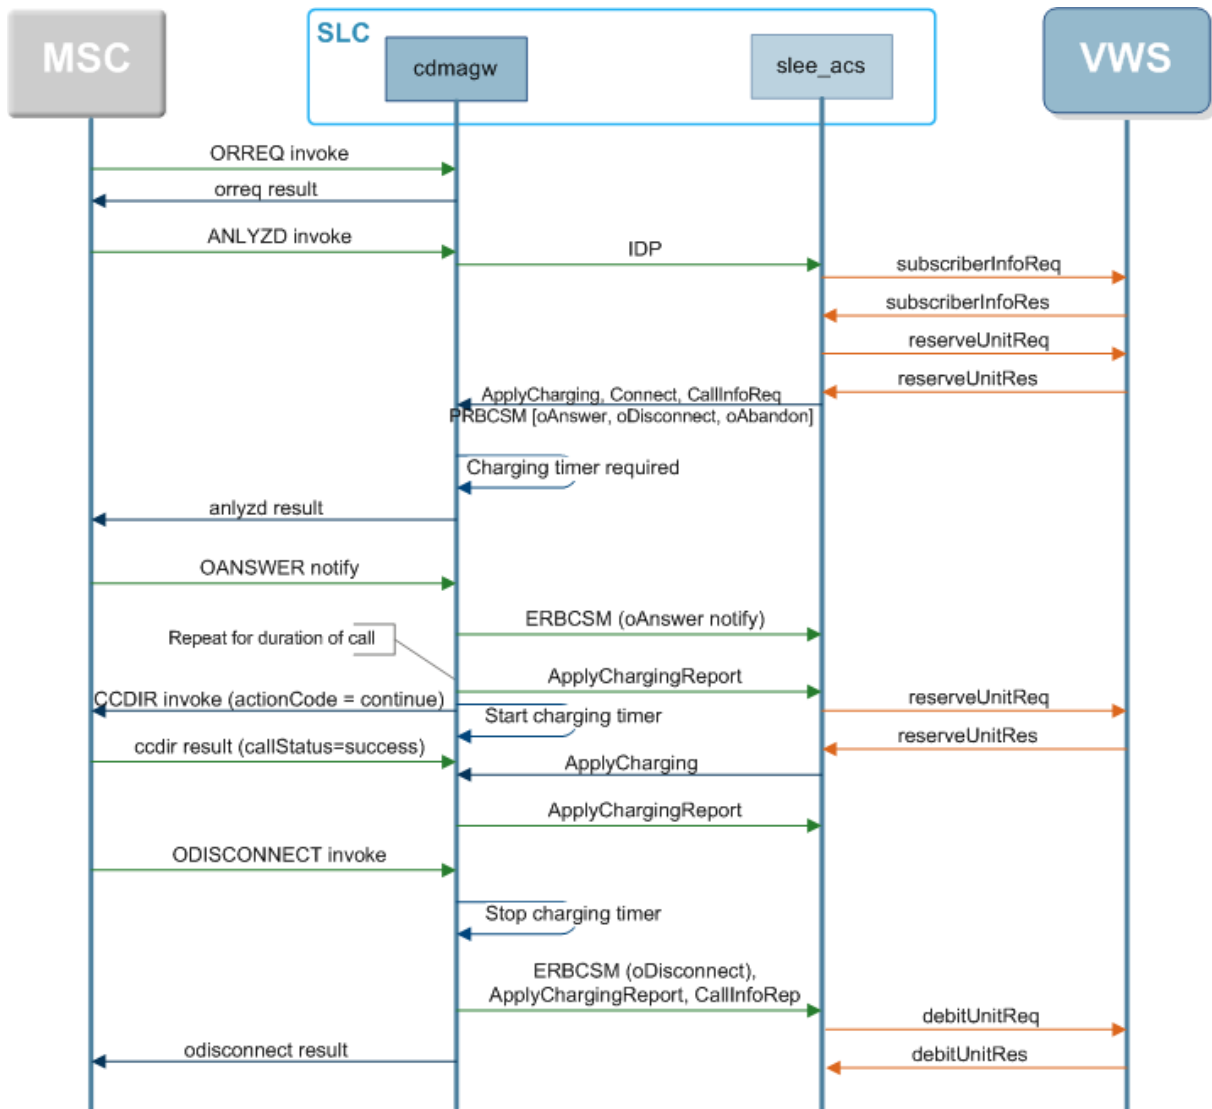 SLC
MSC
cdmagw
slee_acs
VWS
ORREQ invoke
orreq result
ANLYZD invoke
IDP
subscriberInfoReq
subscriberInfoRes
reserveUnitReq
reserveUnitRes
ApplyCharging, Connect, CallInfoReq
PRBCSM [oAnswer, oDisconnect, oAbandon]
Charging timer required
anlyzd result
OANSWER notify
ERBCSM (oAnswer notify)
Repeat for duration of call
ApplyChargingReport
CCDIR invoke (actionCode = continue)
reserveUnitReq
Start charging timer
reserveUnitRes
ccdir result (callStatus=success)
ApplyCharging
ApplyChargingReport
ODISCONNECT invoke
Stop charging timer
ERBCSM (oDisconnect),
ApplyChargingReport, CallInfoRep
debitUnitReq
odisconnect result
debitUnitRes